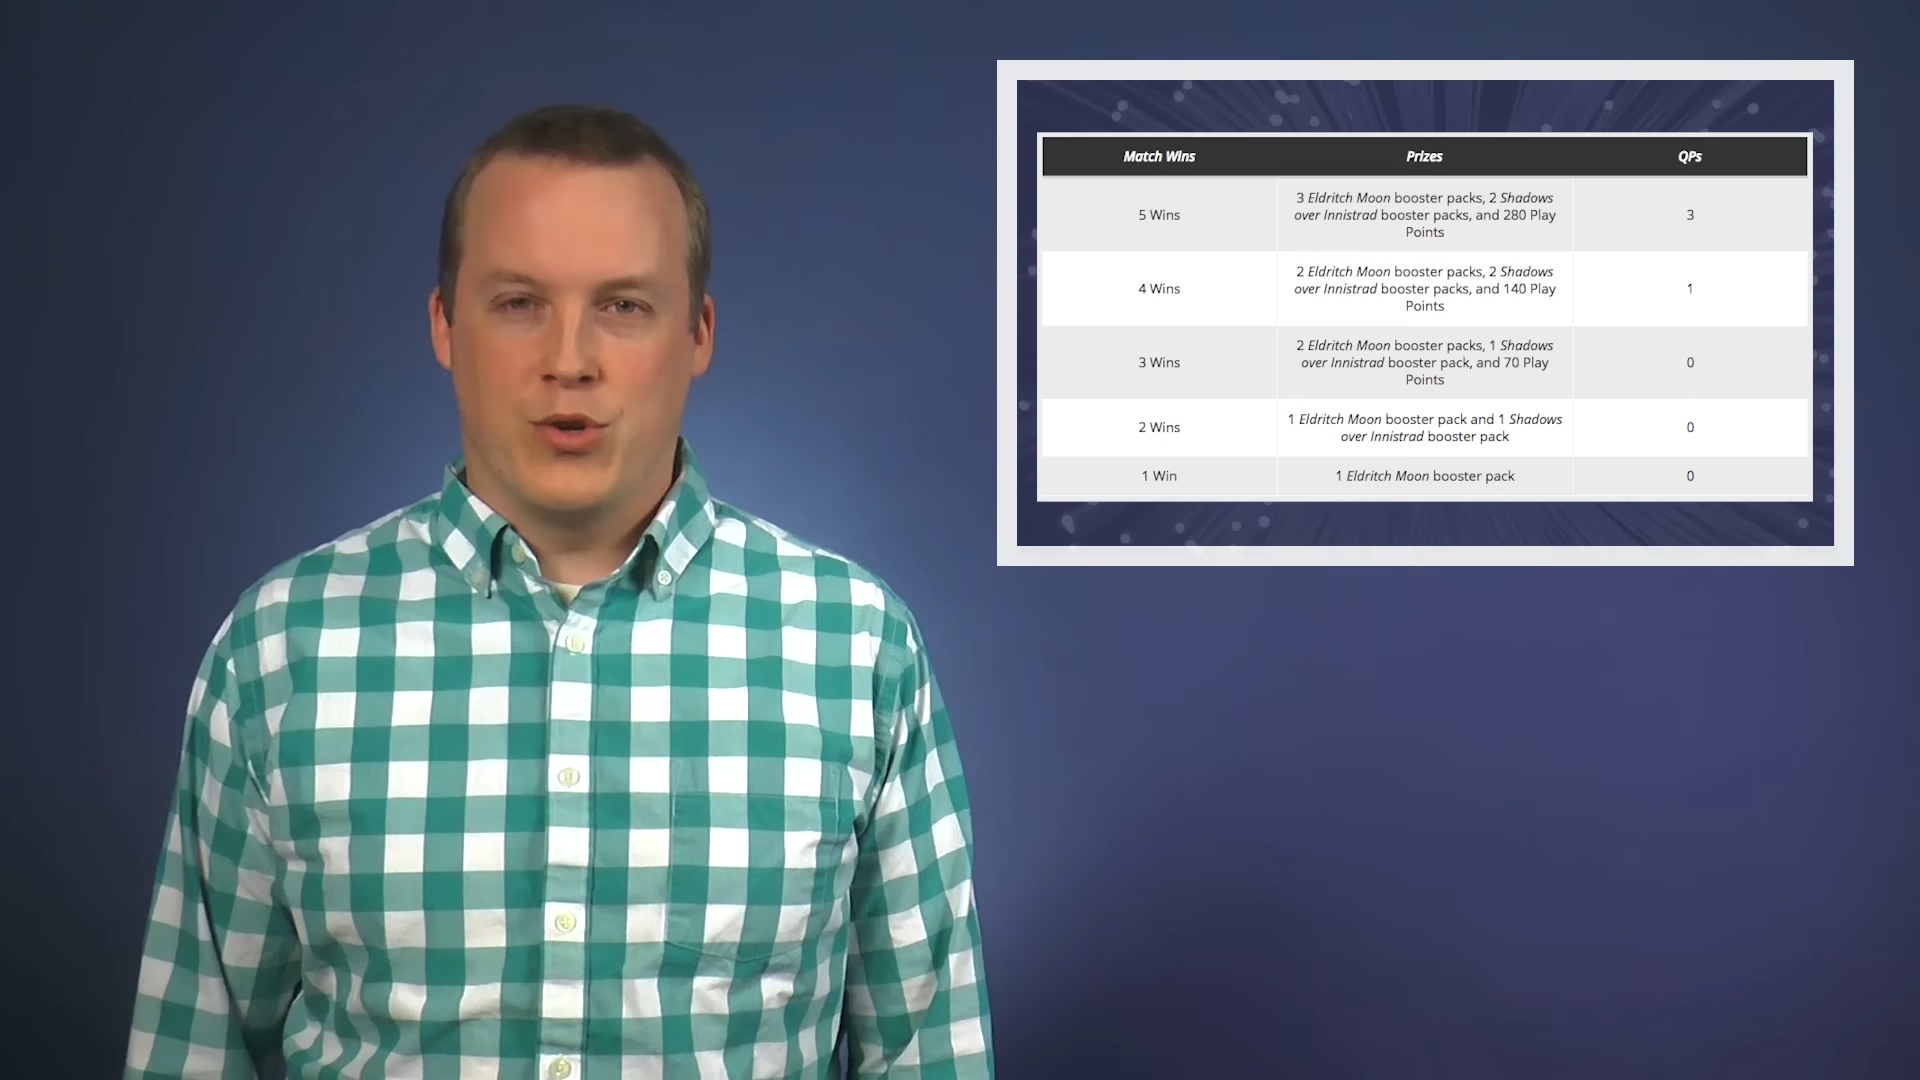 Match Wins Prizes QPs
5 Wins 3 Eldritch Moon booster packs, 2 Shadows over Innistrad booster packs, and 280 Play Points 3
4 Wins 2 Eldritch Moon booster packs, 2 Shadows over Innistrad booster packs, and 140 Play Points 1
3 Wins 2 Eldritch Moon booster packs, 1 Shadows over Innistrad booster pack, and 70 Play Points 0
2 Wins 1 Eldritch Moon booster pack and 1 Shadows over Innistrad booster pack 0
1 Win 1 Eldritch Moon booster pack 0